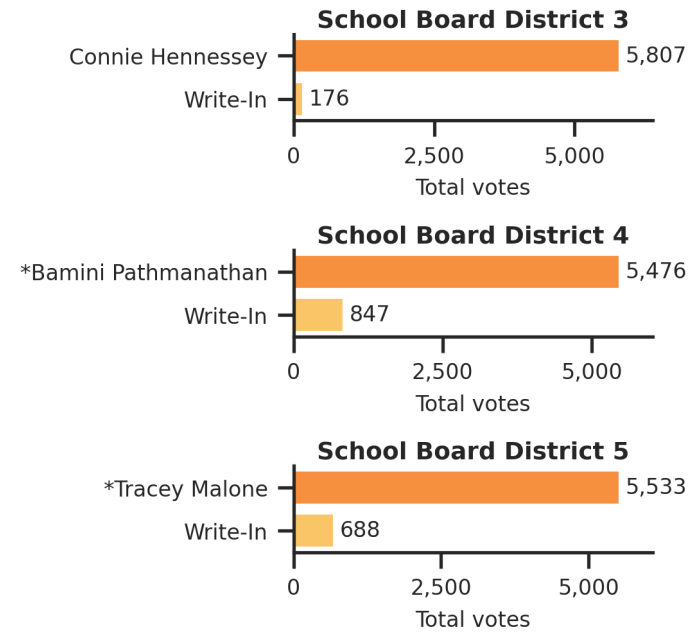 School Board District 3
Connie Hennessey 5,807
Write-In 176
0 2,500 5,000
Total votes
School Board District 4
*Bamini Pathmanathan 5,476
Write-In 847
0 2,500 5,000
Total votes
School Board District 5
*Tracey Malone 5,533
Write-In 688
0 2,500 5,000
Total votes